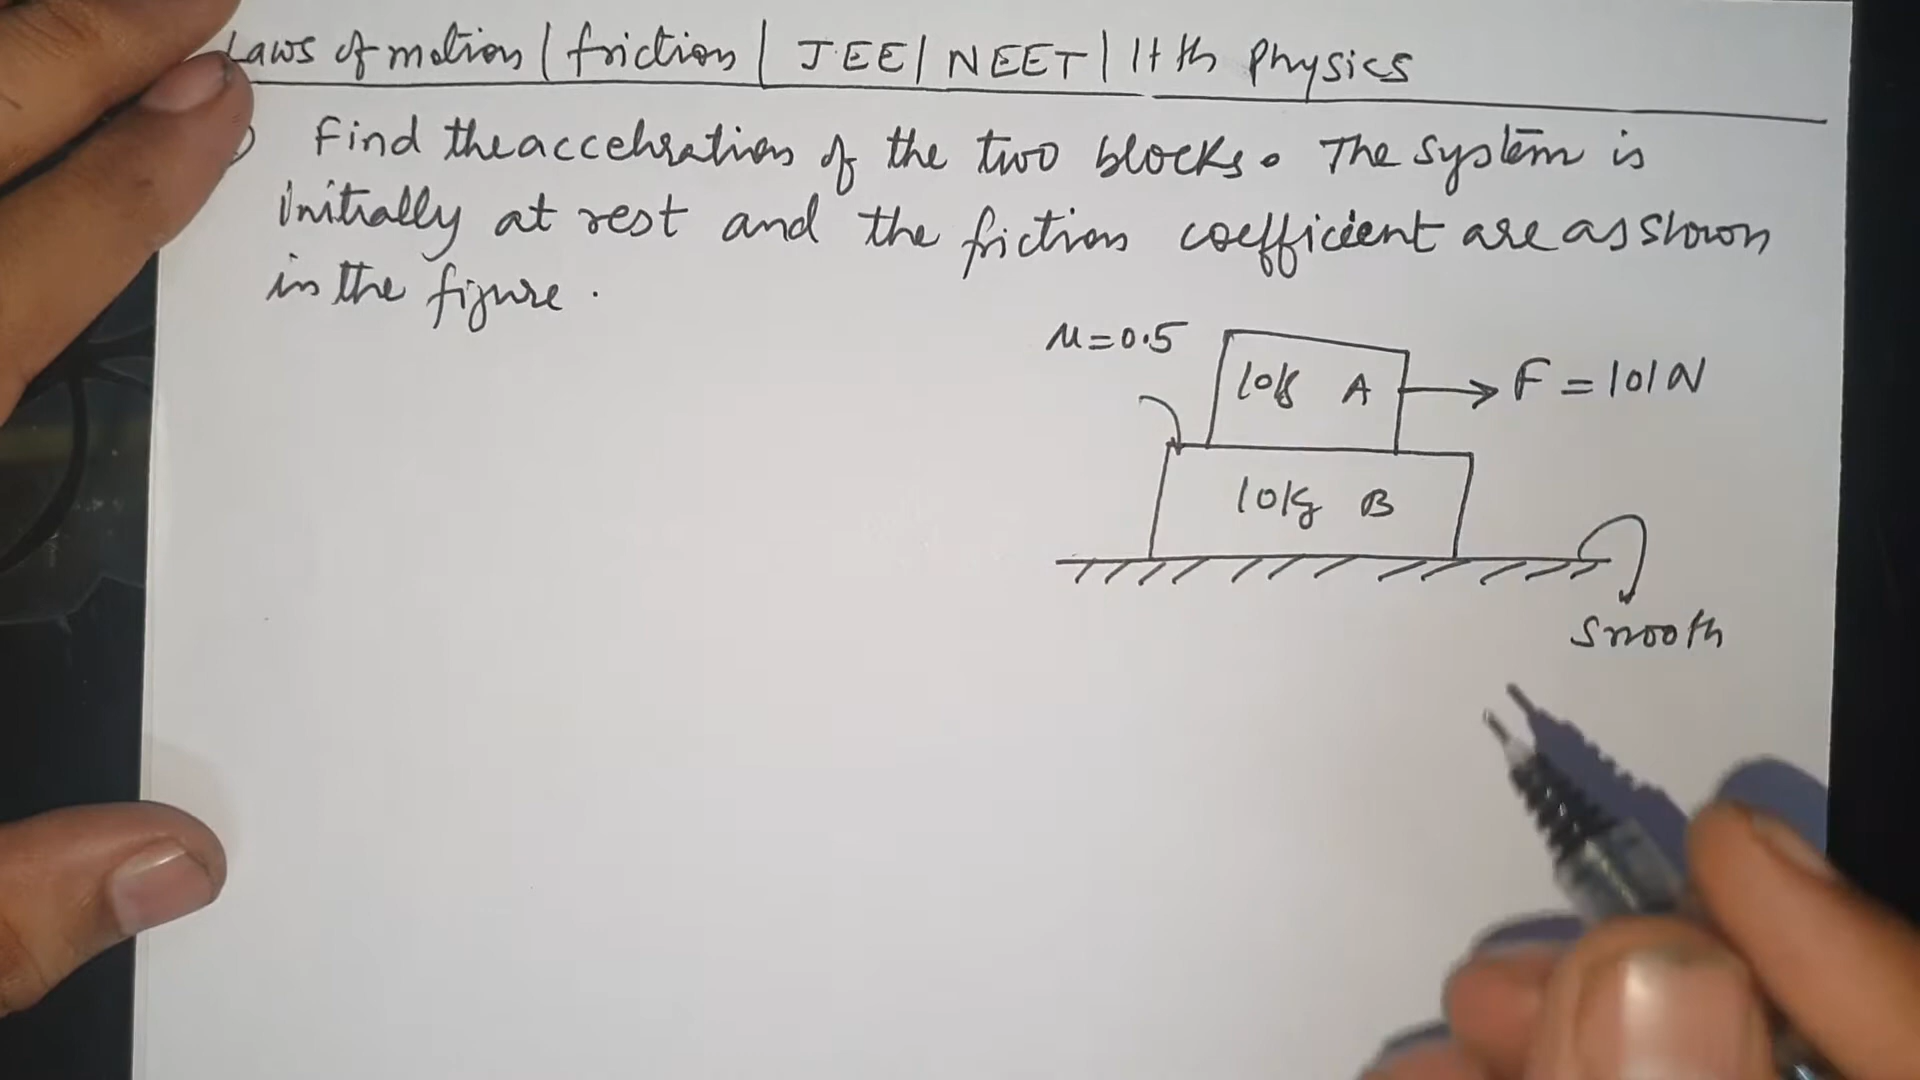 Laws of motion | friction | JEE | NEET | 11th Physics
) Find the acceleration of the two blocks. The system is
initially at rest and the friction coefficient are as shown
in the figure.
μ=0.5
10kg A
F = 101N
10kg B
Smooth